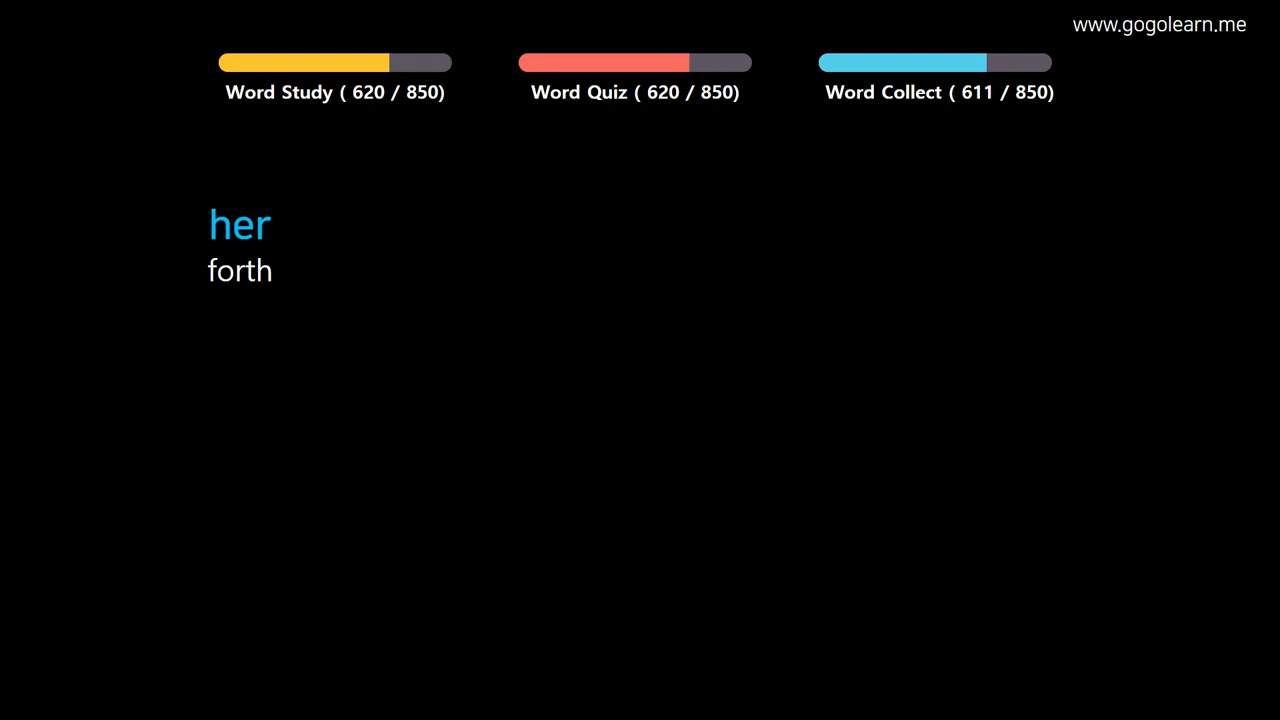 www.gogolearn.me
Word Study ( 620 / 850)
Word Quiz ( 620 / 850)
Word Collect ( 611 / 850)
her
forth